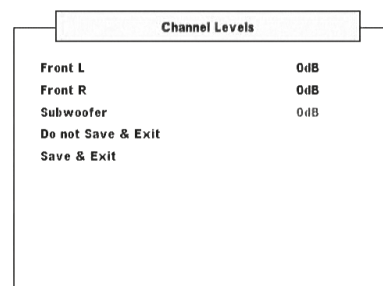 Channel Levels
Front L 0dB
Front R 0dB
Subwoofer 0dB
Do not Save & Exit
Save & Exit